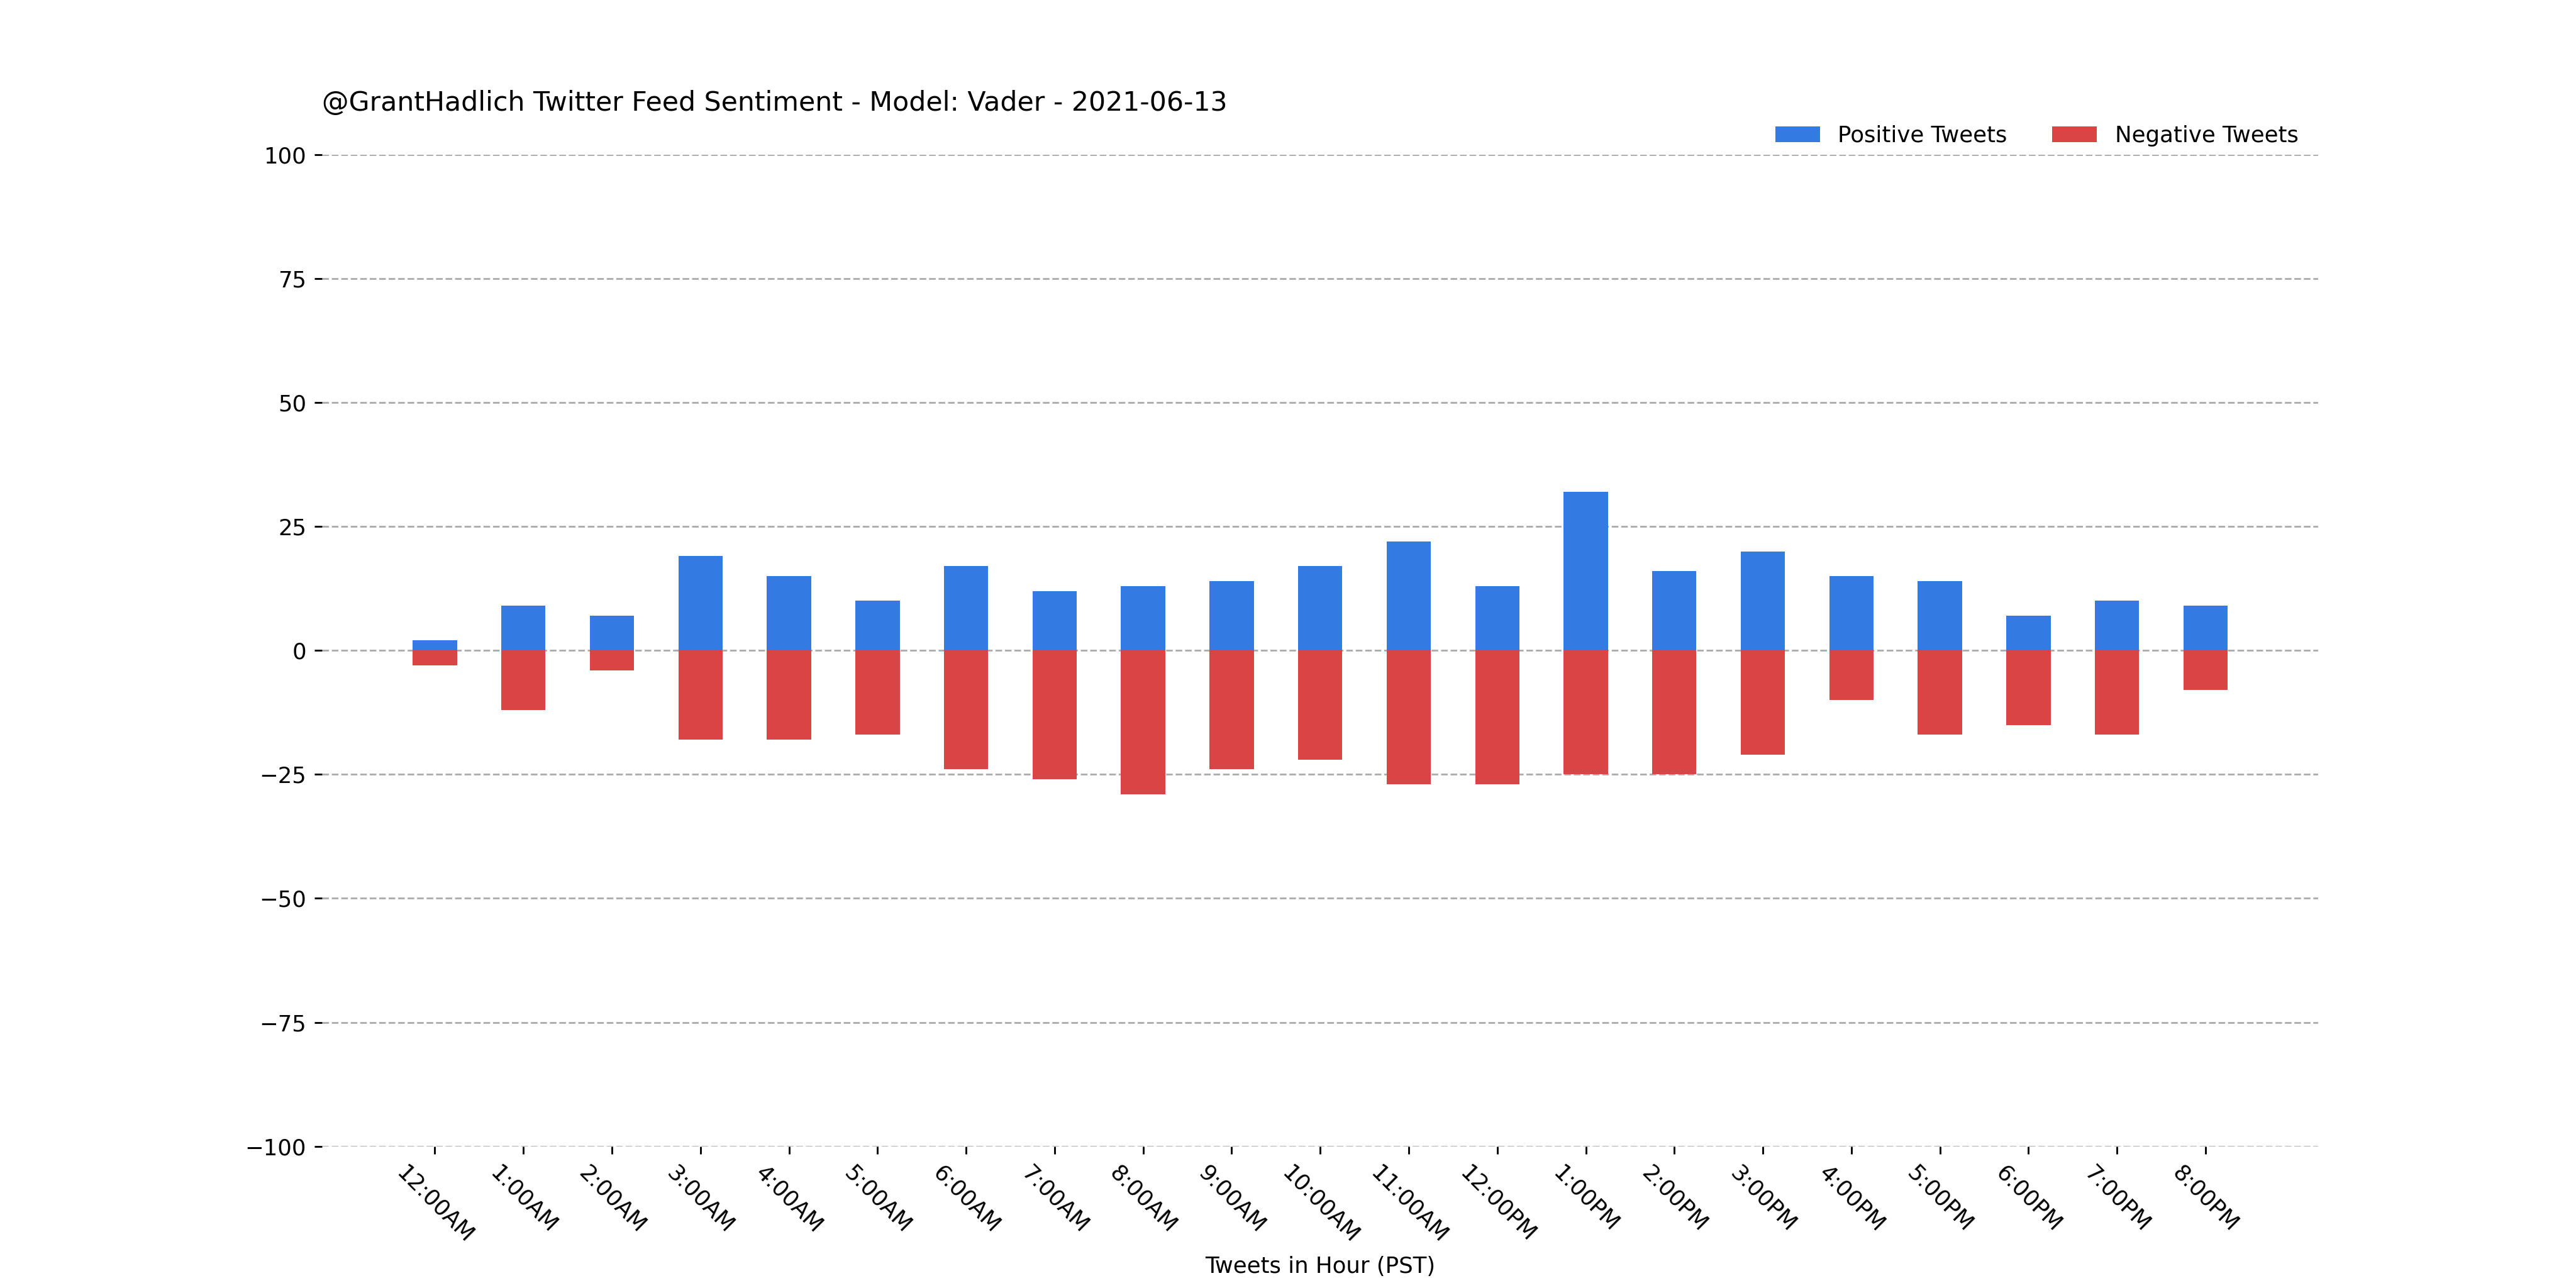 @GrantHadlich Twitter Feed Sentiment - Model: Vader - 2021-06-13
Positive Tweets
Negative Tweets
100
75
50
25
0
−25
−50
−75
−100
12:00AM
1:00AM
2:00AM
3:00AM
4:00AM
5:00AM
6:00AM
7:00AM
8:00AM
9:00AM
10:00AM
11:00AM
12:00PM
1:00PM
2:00PM
3:00PM
4:00PM
5:00PM
6:00PM
7:00PM
8:00PM
Tweets in Hour (PST)